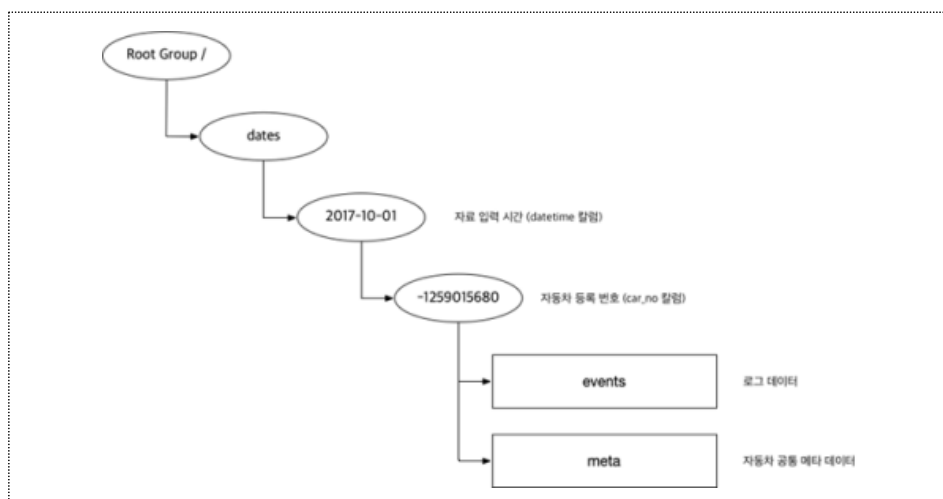 Root Group /
dates
2017-10-01
자료 입력 시간 (datetime 칼럼)
-1259015680
자동차 등록 번호 (car_no 칼럼)
events
로그 데이터
meta
자동차 공통 메타 데이터